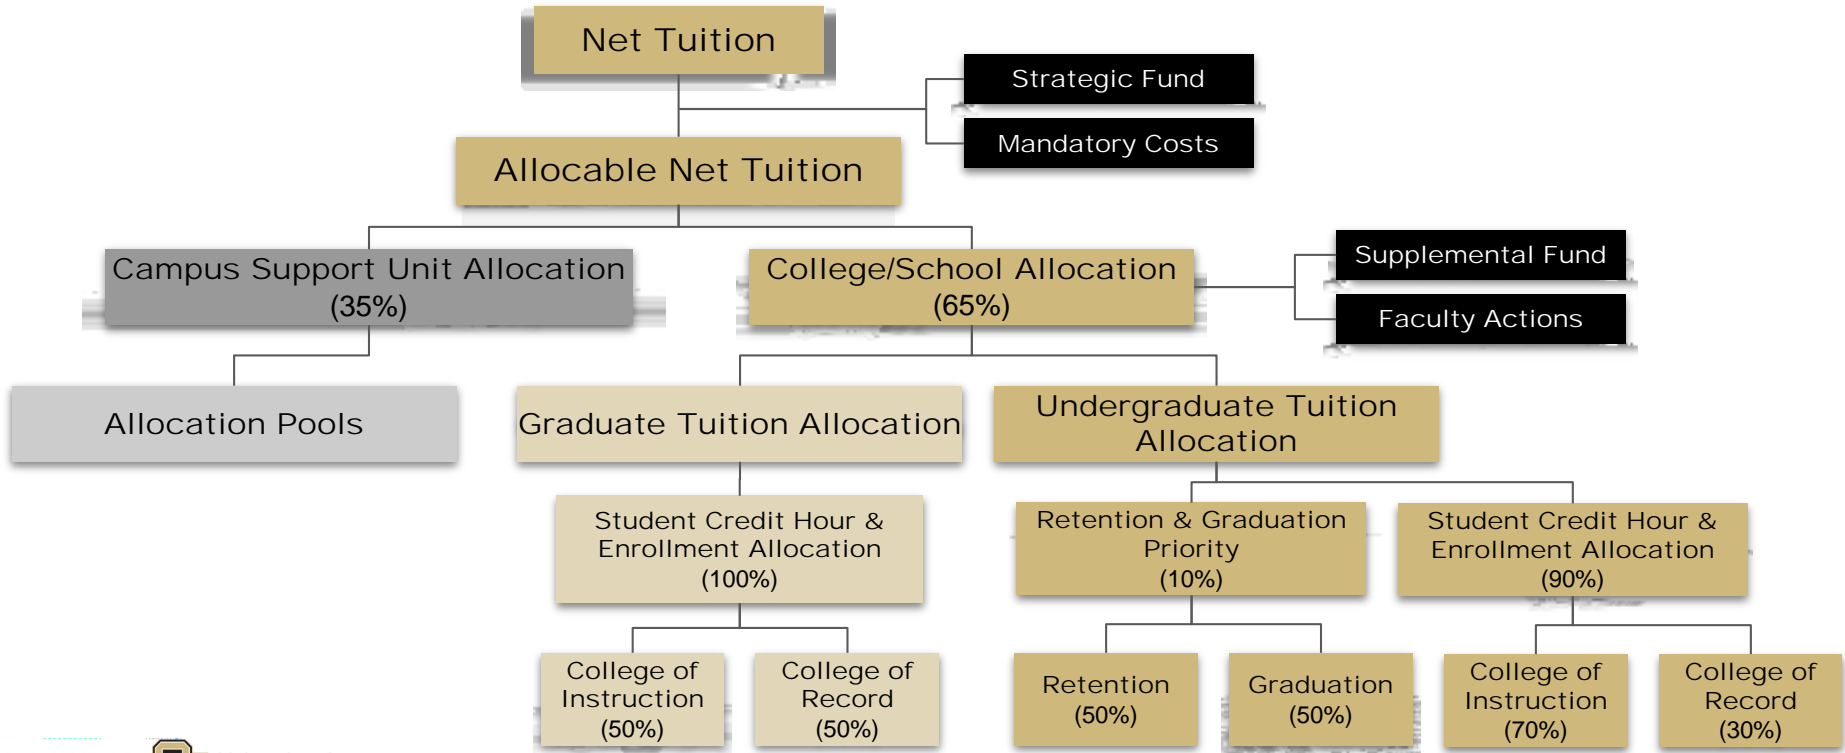 Net Tuition
Strategic Fund
Mandatory Costs
Allocable Net Tuition
Campus Support Unit Allocation
(35%)
College/School Allocation
(65%)
Supplemental Fund
Faculty Actions
Allocation Pools
Graduate Tuition Allocation
Undergraduate Tuition
Allocation
Student Credit Hour &
Enrollment Allocation
(100%)
Retention & Graduation
Priority
(10%)
Student Credit Hour &
Enrollment Allocation
(90%)
College of
Instruction
(50%)
College of
Record
(50%)
Retention
(50%)
Graduation
(50%)
College of
Instruction
(70%)
College of
Record
(30%)